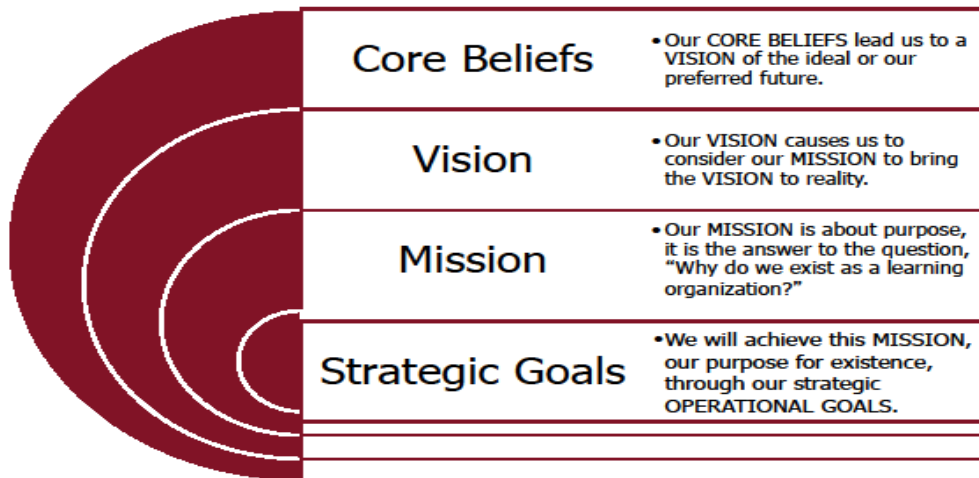 Core Beliefs
•Our CORE BELIEFS lead us to a
VISION of the ideal or our
preferred future.
Vision
•Our VISION causes us to
consider our MISSION to bring
the VISION to reality.
Mission
•Our MISSION is about purpose,
it is the answer to the question,
“Why do we exist as a learning
organization?”
Strategic Goals
•We will achieve this MISSION,
our purpose for existence,
through our strategic
OPERATIONAL GOALS.